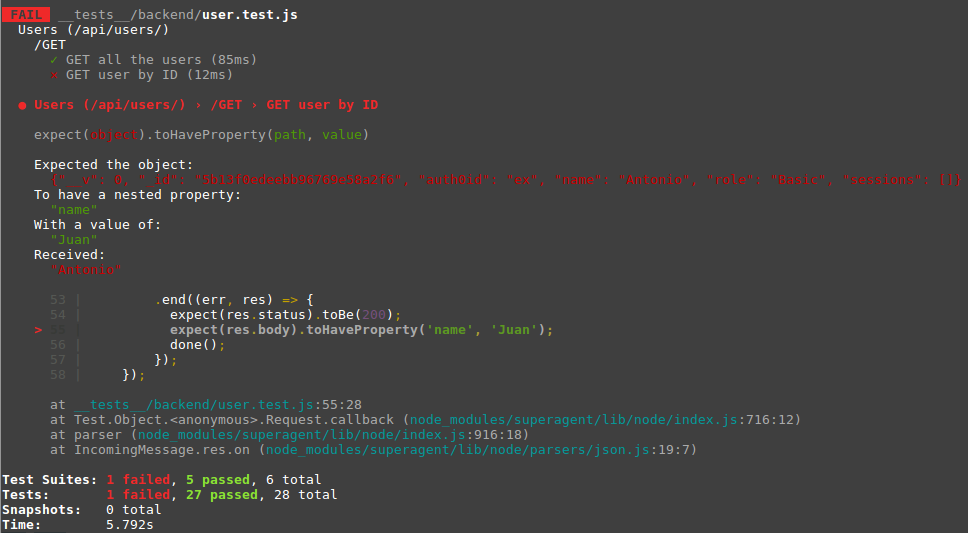 FAIL __tests__/backend/user.test.js
Users (/api/users/)
/GET
✓ GET all the users (85ms)
✕ GET user by ID (12ms)
● Users (/api/users/) › /GET › GET user by ID
expect(object).toHaveProperty(path, value)
Expected the object:
{"__v": 0, "_id": "auth0id": "ex", "name": "Antonio", "role": "Basic", "sessions": []}
To have a nested property:
"name"
With a value of:
"Juan"
Received:
"Antonio"
53 | .end((err, res) => {
54 | expect(res.status).toBe(200);
> 55 | expect(res.body).toHaveProperty('name', 'Juan');
56 | done();
57 | });
58 | });
at __tests__/backend/user.test.js:55:28
at Test.Object.<anonymous>.Request.callback (node_modules/superagent/lib/node/index.js:716:12)
at parser (node_modules/superagent/lib/node/index.js:916:18)
at IncomingMessage.res.on (node_modules/superagent/lib/node/parsers/json.js:19:7)
Test Suites: 1 failed, 5 passed, 6 total
Tests: 1 failed, 27 passed, 28 total
Snapshots: 0 total
Time: 5.792s